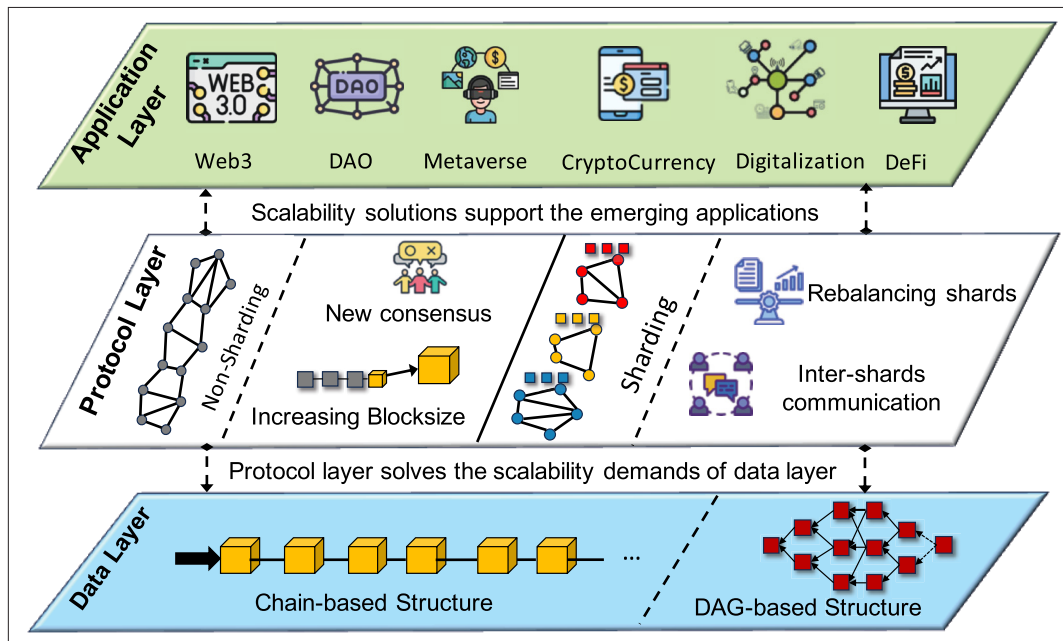 Application
Layer
WEB
3.0
DAO
Web3
DAO
Metaverse
CryptoCurrency
Digitalization
DeFi
Scalability solutions support the emerging applications
Protocol Layer
Non-Sharding
New consensus
Increasing Blocksize
Sharding
Rebalancing shards
Inter-shards
communication
Protocol layer solves the scalability demands of data layer
Data Layer
Chain-based Structure
...
DAG-based Structure